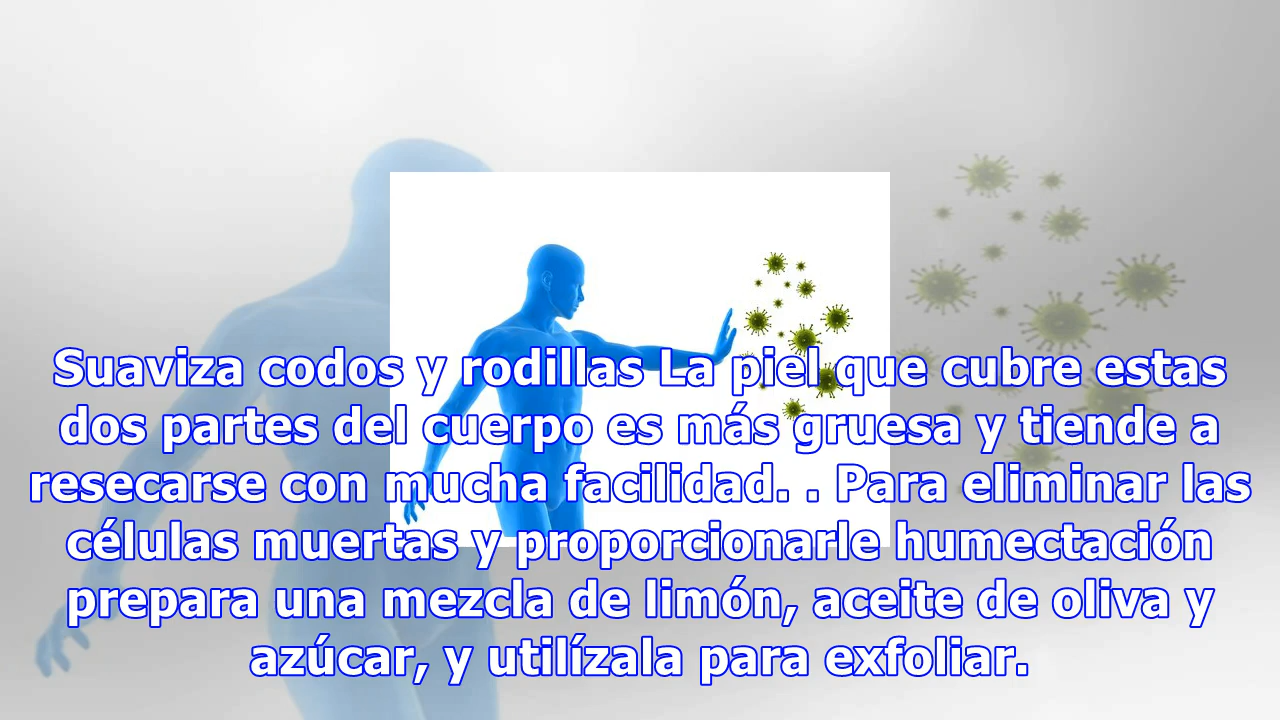 Suaviza codos y rodillas La piel que cubre estas
dos partes del cuerpo es más gruesa y tiende a
resecarse con mucha facilidad. . Para eliminar las
células muertas y proporcionarle humectación
prepara una mezcla de limón, aceite de oliva y
azúcar, y utilízala para exfoliar.